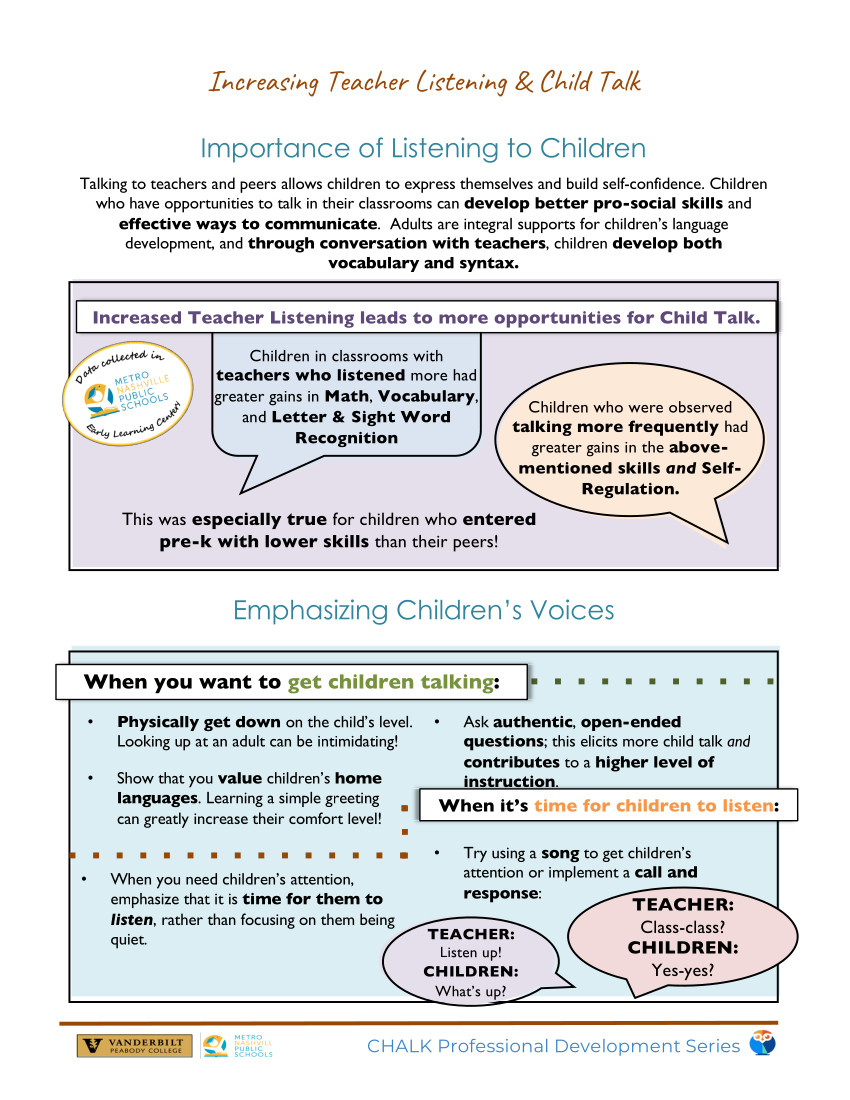 Increasing Teacher Listening & Child Talk
Importance of Listening to Children
Talking to teachers and peers allows children to express themselves and build self-confidence. Children
who have opportunities to talk in their classrooms can develop better pro-social skills and
effective ways to communicate.  Adults are integral supports for children's language
development, and through conversation with teachers, children develop both
vocabulary and syntax.
Increased Teacher Listening leads to more opportunities for Child Talk.
Data collected in
METRO
NASHVILLE
PUBLIC
SCHOOLS
Early Learning Centers
Children in classrooms with
teachers who listened more had
greater gains in Math, Vocabulary,
and Letter & Sight Word
Recognition
Children who were observed
talking more frequently had
greater gains in the above-
mentioned skills and Self-
Regulation.
This was especially true for children who entered
pre-k with lower skills than their peers!
Emphasizing Children's Voices
When you want to get children talking:
• Physically get down on the child's level.
Looking up at an adult can be intimidating!
• Show that you value children's home
languages. Learning a simple greeting
can greatly increase their comfort level!
• Ask authentic, open-ended
questions; this elicits more child talk and
contributes to a higher level of
instruction.
When it's time for children to listen:
• When you need children's attention,
emphasize that it is time for them to
listen, rather than focusing on them being
quiet.
• Try using a song to get children's
attention or implement a call and
response:
TEACHER:
Listen up!
CHILDREN:
What's up?
TEACHER:
Class-class?
CHILDREN:
Yes-yes?
V VANDERBILT
PEABODY COLLEGE
METRO
NASHVILLE
PUBLIC
SCHOOLS
CHALK Professional Development Series